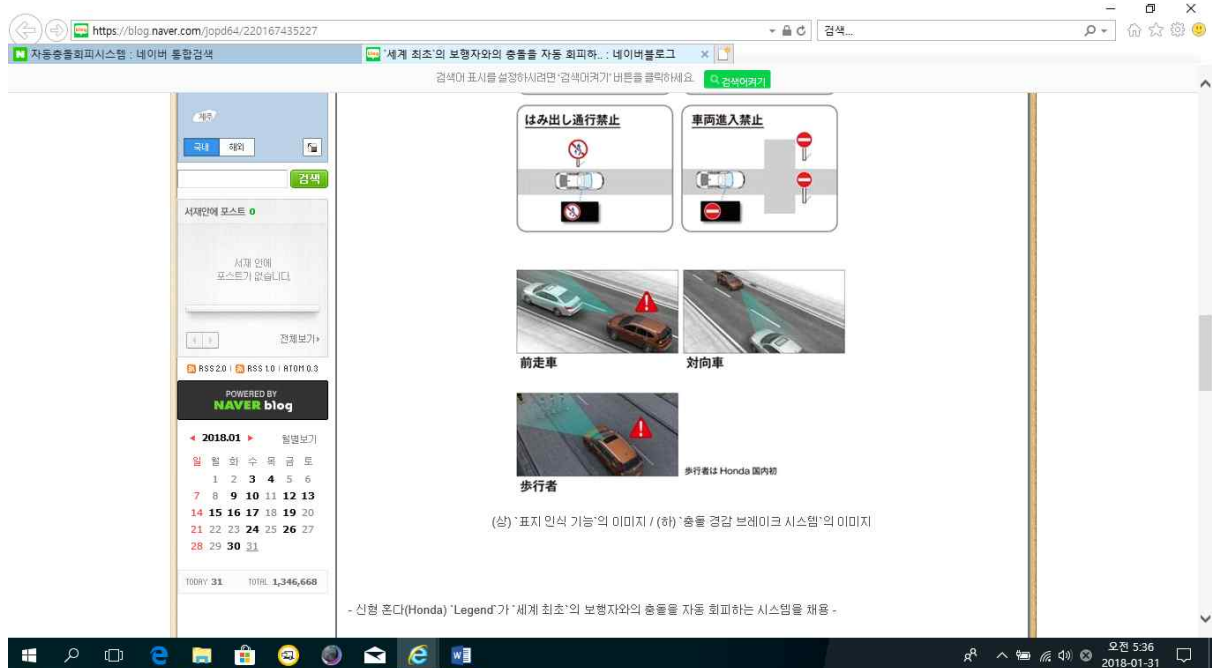 https://blog.naver.com/jopd64/220167435227
검색...
자동충돌회피시스템 : 네이버 통합검색
'세계 최초'의 보행자와의 충돌을 자동 회피하.. : 네이버블로그
검색어 표시를 설정하시려면 '검색어켜기' 버튼을 클릭하세요.
검색어켜기
제주
국내 해외
검색
서재안에 포스트 0
서재 안에
포스트가 없습니다.
전체보기
RSS 2.0 | RSS 1.0 | ATOM 0.3
POWERED BY
NAVER blog
2018.01 월별보기
일 월 화 수 목 금 토
1 2 3 4 5 6
7 8 9 10 11 12 13
14 15 16 17 18 19 20
21 22 23 24 25 26 27
28 29 30 31
TODAY 31 TOTAL 1,346,668
はみ出し通行禁止 車両進入禁止
前走車 対向車
歩行者は Honda 国内初
歩行者
(상) `표지 인식 기능`의 이미지 / (하) `충돌 경감 브레이크 시스템`의 이미지
- 신형 혼다(Honda) `Legend`가 `세계 최초`의 보행자와의 충돌을 자동 회피하는 시스템을 채용 -
오전 5:36
2018-01-31